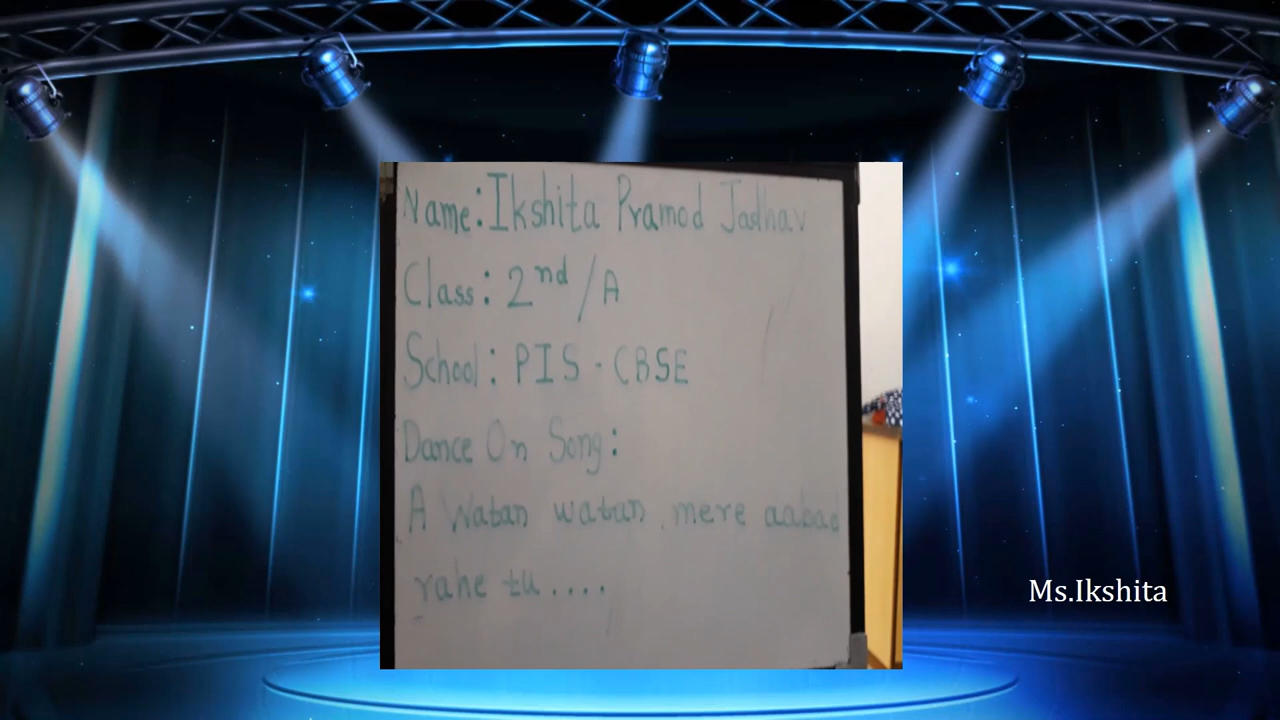 Name: Ikshita Pramod Jadhav
Class: 2nd/A
School: PIS - CBSE
Dance On Song:
A Watan watan mere aabad
rahe tu....
Ms.Ikshita